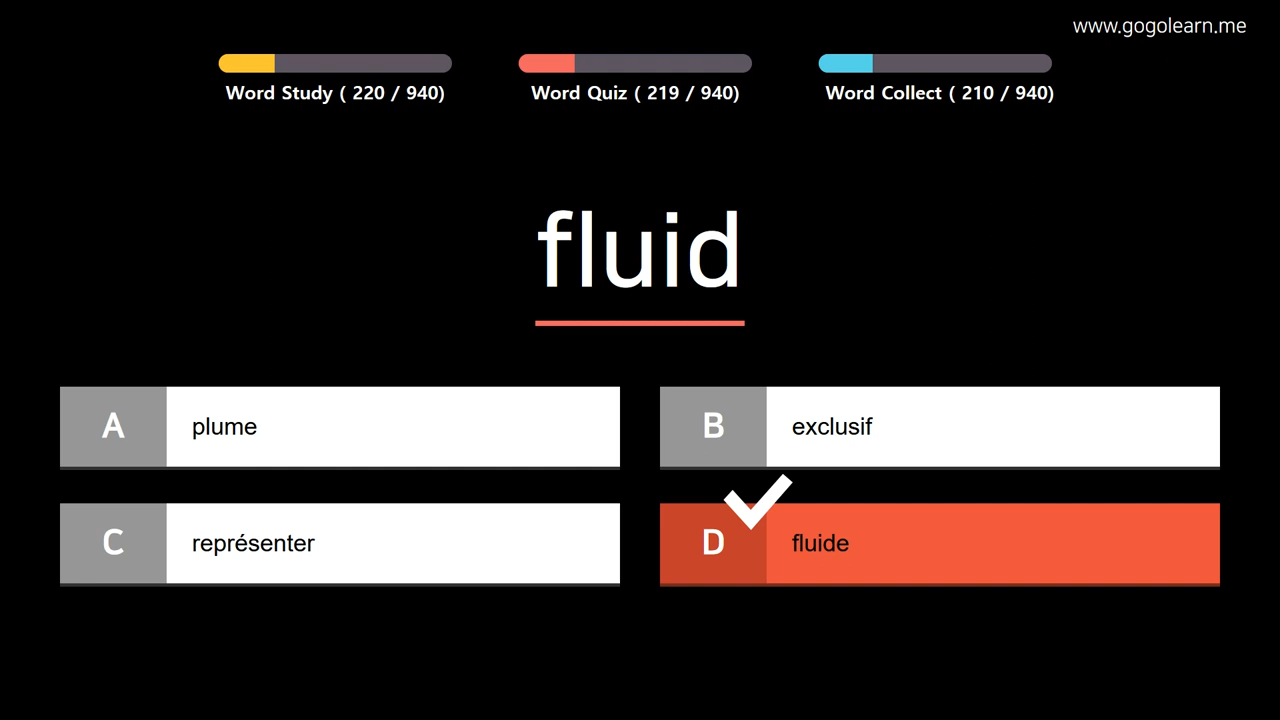 www.gogolearn.me
Word Study ( 220 / 940)
Word Quiz ( 219 / 940)
Word Collect ( 210 / 940)
fluid
A plume
B exclusif
C représenter
D fluide